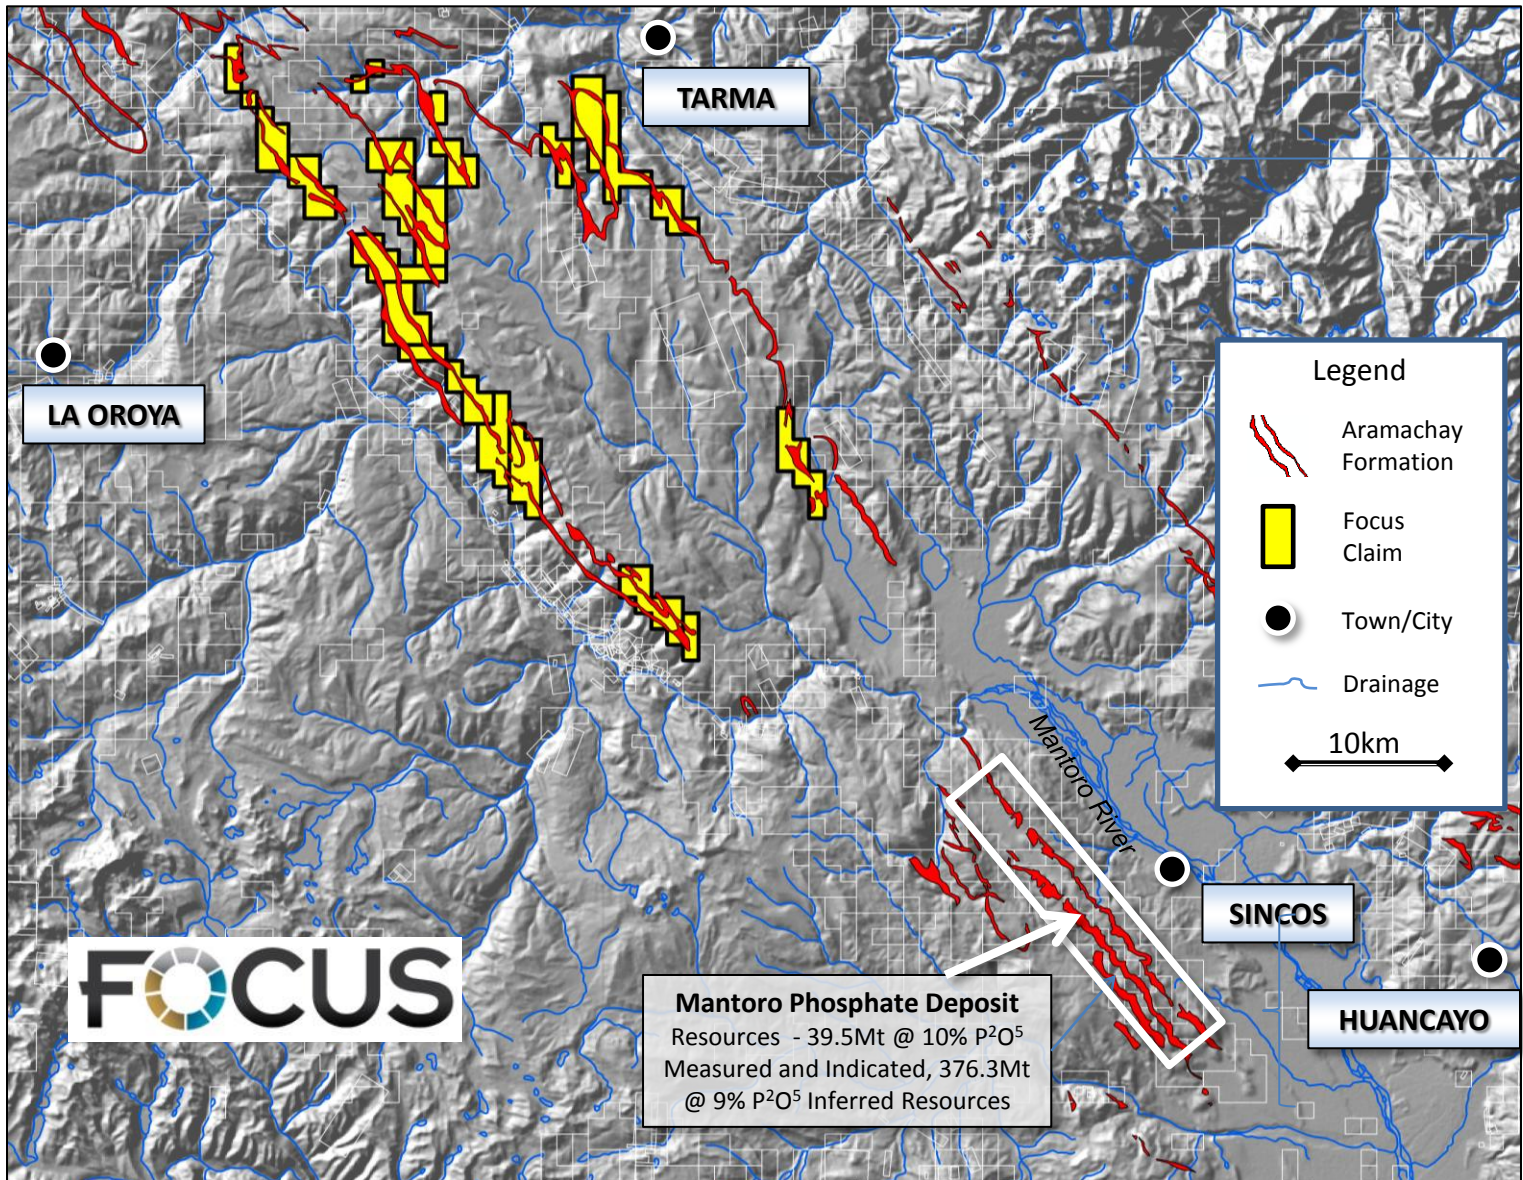 TARMA
LA OROYA
Legend
Aramachay
Formation
Focus
Claim
Town/City
Drainage
10km
Mantoro River
SINCOS
HUANCAYO
FOCUS
Mantoro Phosphate Deposit
Resources - 39.5Mt @ 10% P²O⁵
Measured and Indicated, 376.3Mt
@ 9% P²O⁵ Inferred Resources